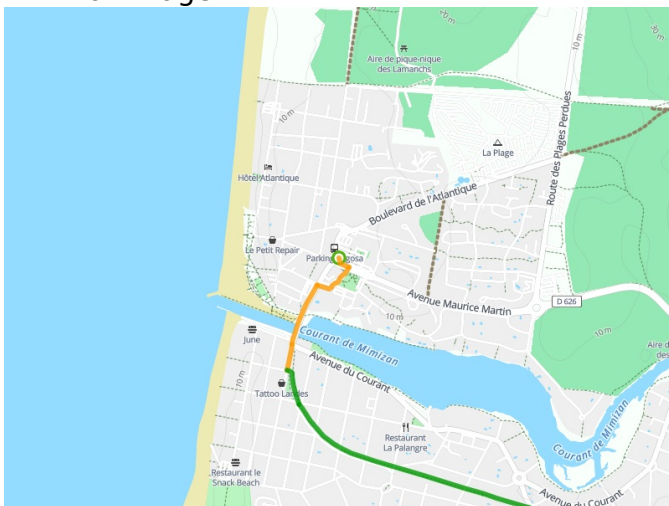 Aire de pique-nique
des Lamanchs
10 m
10 m
La Plage
Route des Plages Perdues
Hôtel Atlantique
Boulevard de l'Atlantique
Le Petit Repair
Avenue Maurice Martin
D 626
10 m
10 m
June
Courant de Mimizan
Avenue du Courant
Tattoo Landes
Restaurant
La Palangre
Courant de Mimizan
Restaurant le
Snack Beach
Avenue du Courant